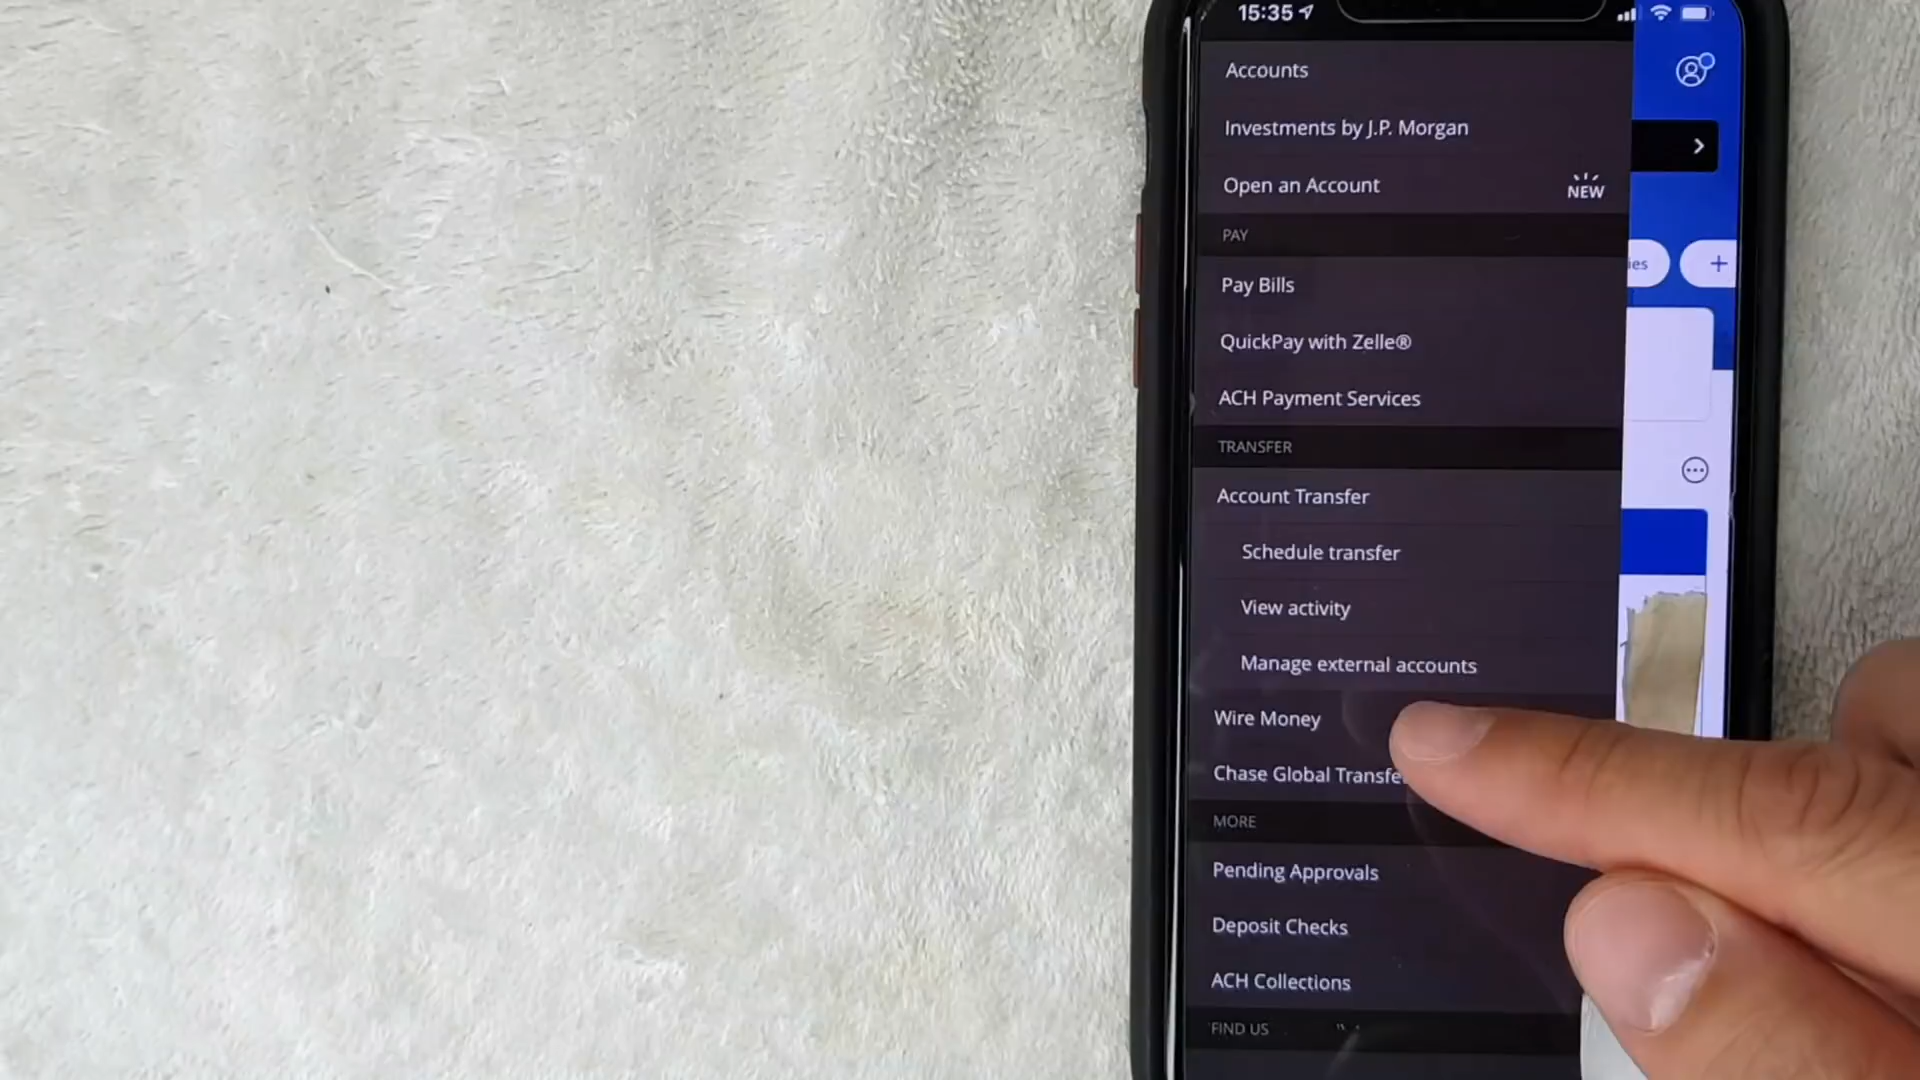 15:35
Accounts
Investments by J.P. Morgan
Open an Account
NEW
PAY
Pay Bills
QuickPay with Zelle®
ACH Payment Services
TRANSFER
Account Transfer
Schedule transfer
View activity
Manage external accounts
Wire Money
Chase Global
MORE
Pending Approvals
Deposit Checks
ACH Collections
FIND US